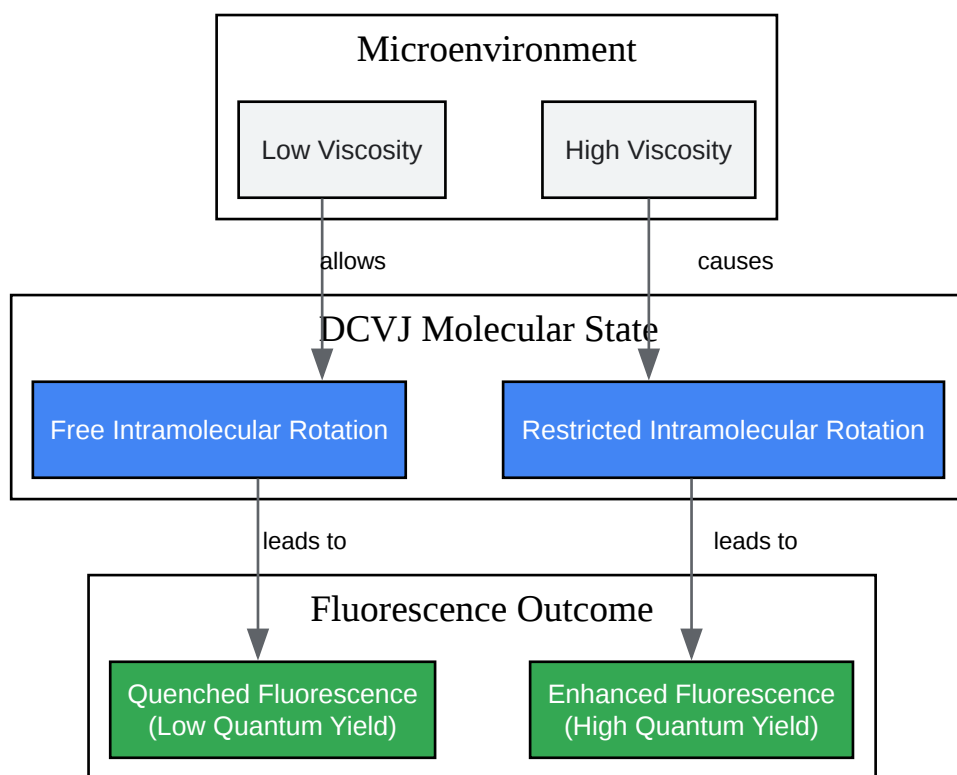 Microenvironment
Low Viscosity
High Viscosity
allows
causes
DCVJ Molecular State
Free Intramolecular Rotation
Restricted Intramolecular Rotation
leads to
leads to
Fluorescence Outcome
Quenched Fluorescence
(Low Quantum Yield)
Enhanced Fluorescence
(High Quantum Yield)